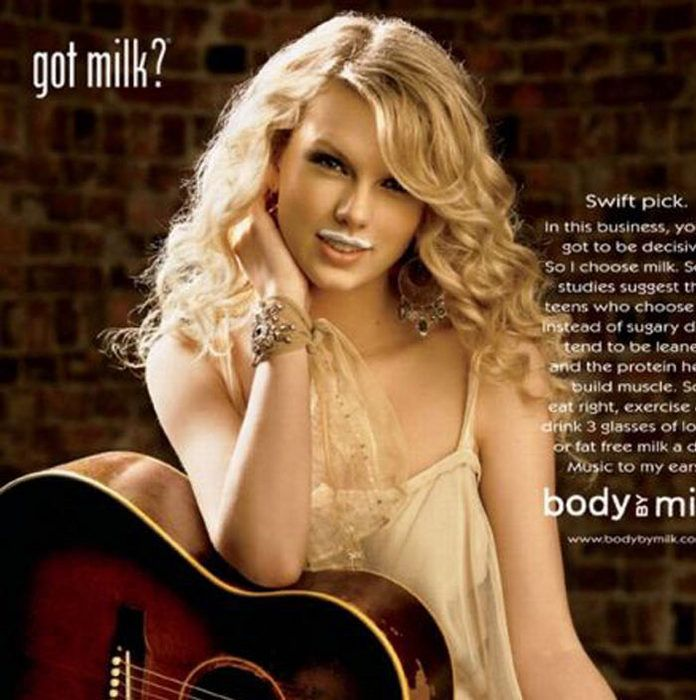 got milk?
Swift pick.
In this business, yo
got to be decisiv
So I choose milk. S
studies suggest th
teens who choose
instead of sugary d
tend to be leane
and the protein he
build muscle. So
eat right, exercise
drink 3 glasses of lo
or fat free milk a d
Music to my ears
body BY mi
www.bodybymilk.co